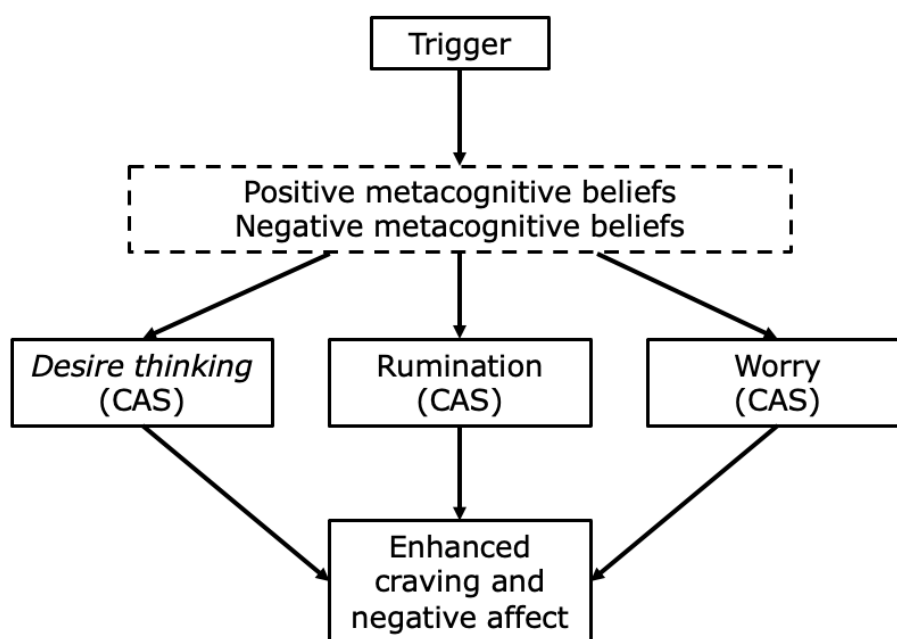 Trigger
Positive metacognitive beliefs
Negative metacognitive beliefs
Desire thinking
(CAS)
Rumination
(CAS)
Worry
(CAS)
Enhanced
craving and
negative affect